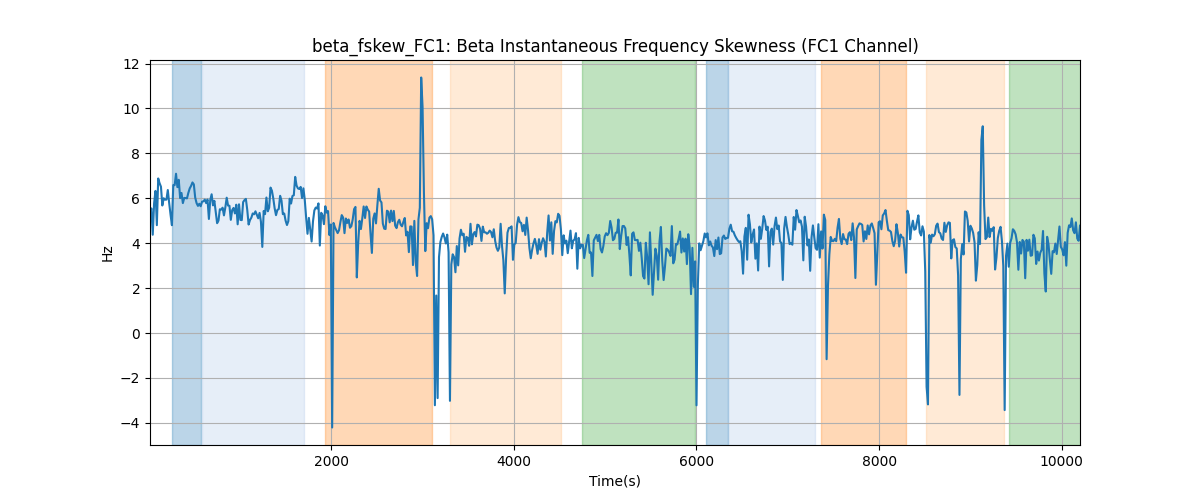 beta_fskew_FC1: Beta Instantaneous Frequency Skewness (FC1 Channel)
12
10
8
6
4
2
0
−2
−4
Hz
2000 4000 6000 8000 10000
Time(s)